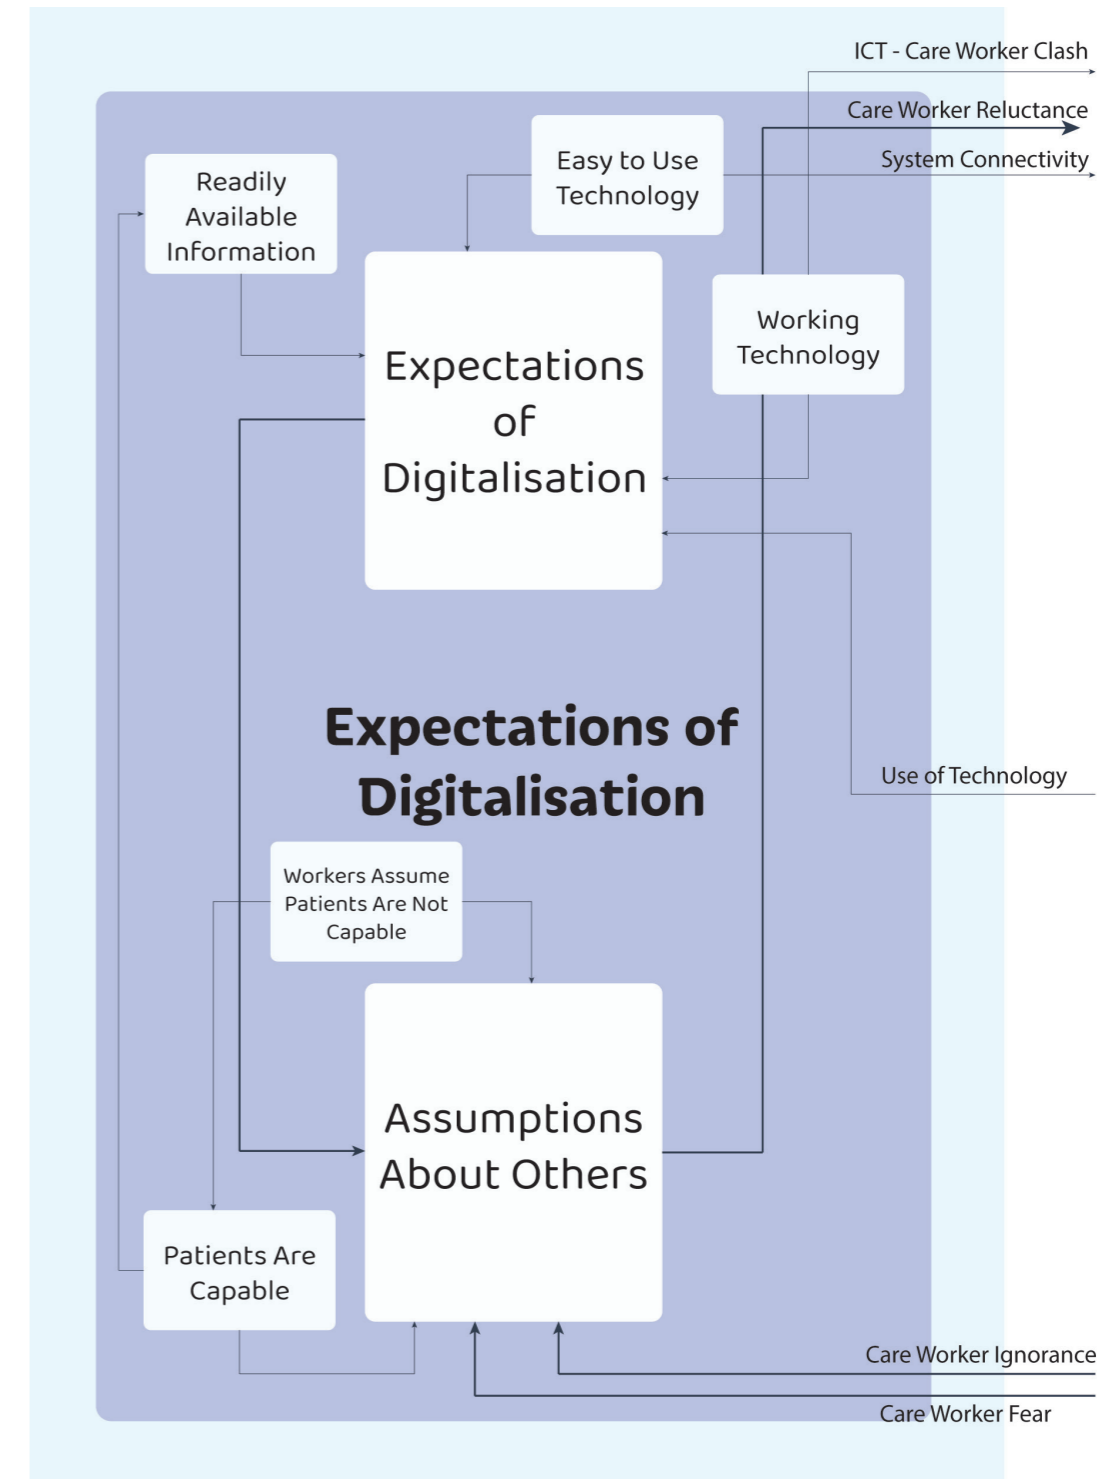 ICT - Care Worker Clash
Care Worker Reluctance
System Connectivity
Easy to Use
Technology
Readily
Available
Information
Working
Technology
Expectations
of
Digitalisation
Expectations of
Digitalisation
Use of Technology
Workers Assume
Patients Are Not
Capable
Assumptions
About Others
Patients Are
Capable
Care Worker Ignorance
Care Worker Fear